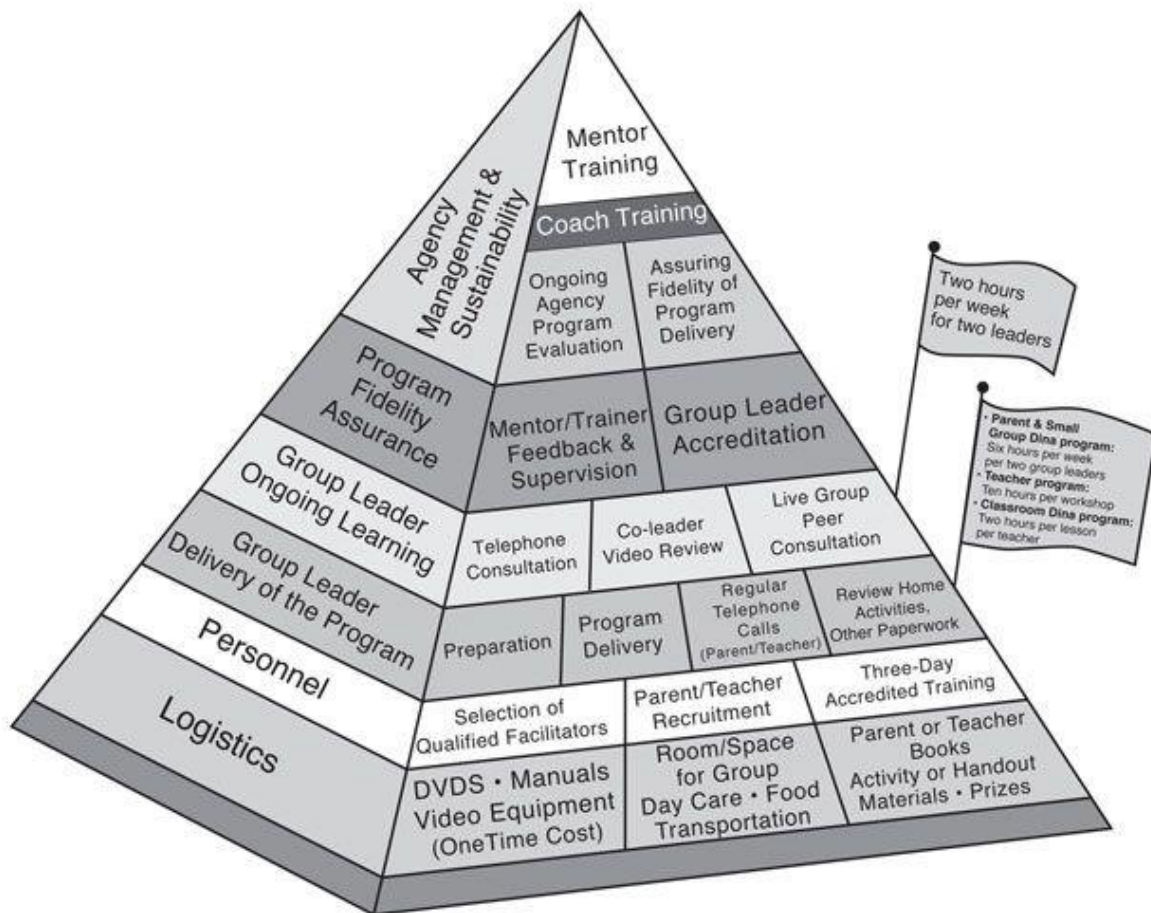 Agency
Management &
Sustainability
Mentor
Training
Coach Training
Ongoing
Agency
Program
Evaluation
Assuring
Fidelity of
Program
Delivery
Program
Fidelity
Assurance
Mentor/Trainer
Feedback &
Supervision
Group Leader
Accreditation
Group Leader
Ongoing Learning
Telephone
Consultation
Co-leader
Video Review
Live Group
Peer
Consultation
Two hours
per week
for two leaders
Group Leader
Delivery of the Program
Preparation
Program
Delivery
Regular
Telephone
Calls
(Parent/Teacher)
Review Home
Activities,
Other Paperwork
• Parent & Small
Group Dina program:
Six hours per week
per two group leaders
• Teacher program:
Ten hours per workshop
• Classroom Dina program:
Two hours per lesson
per teacher
Personnel
Selection of
Qualified Facilitators
Parent/Teacher
Recruitment
Three-Day
Accredited Training
Logistics
DVDS • Manuals
Video Equipment
(OneTime Cost)
Room/Space
for Group
Day Care • Food
Transportation
Parent or Teacher
Books
Activity or Handout
Materials • Prizes